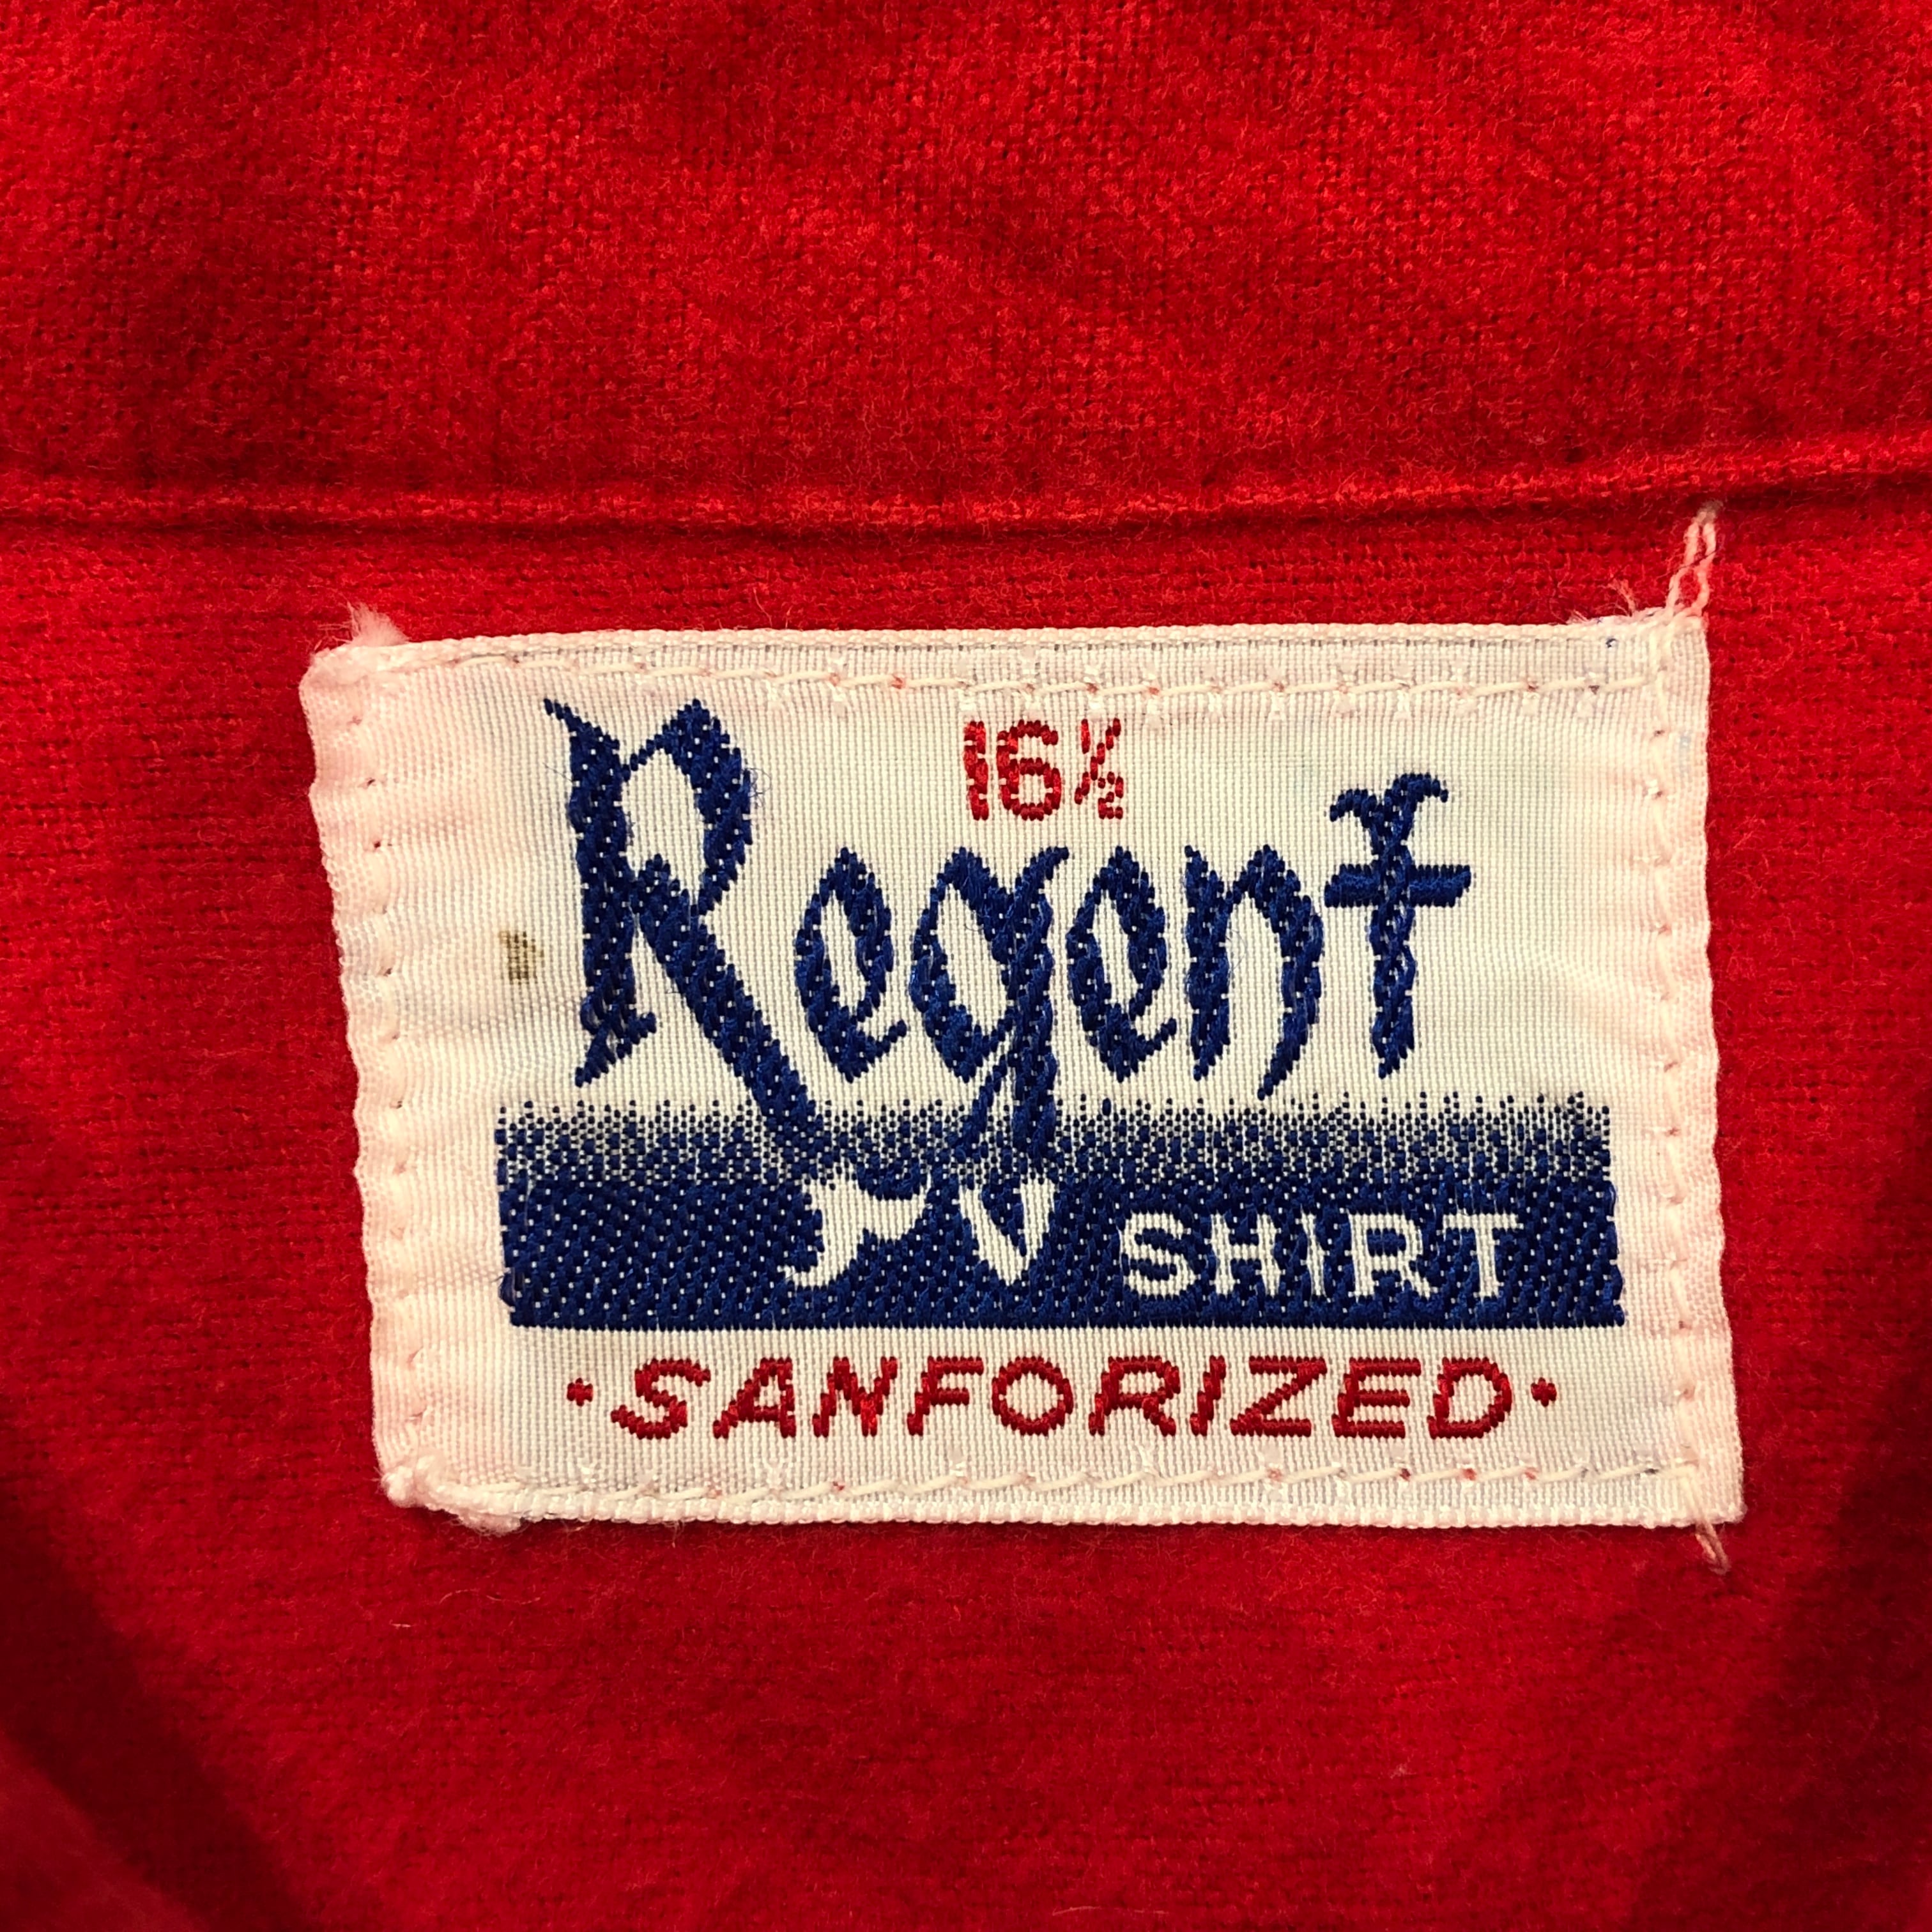 16½
Regent
SHIRT
·SANFORIZED·